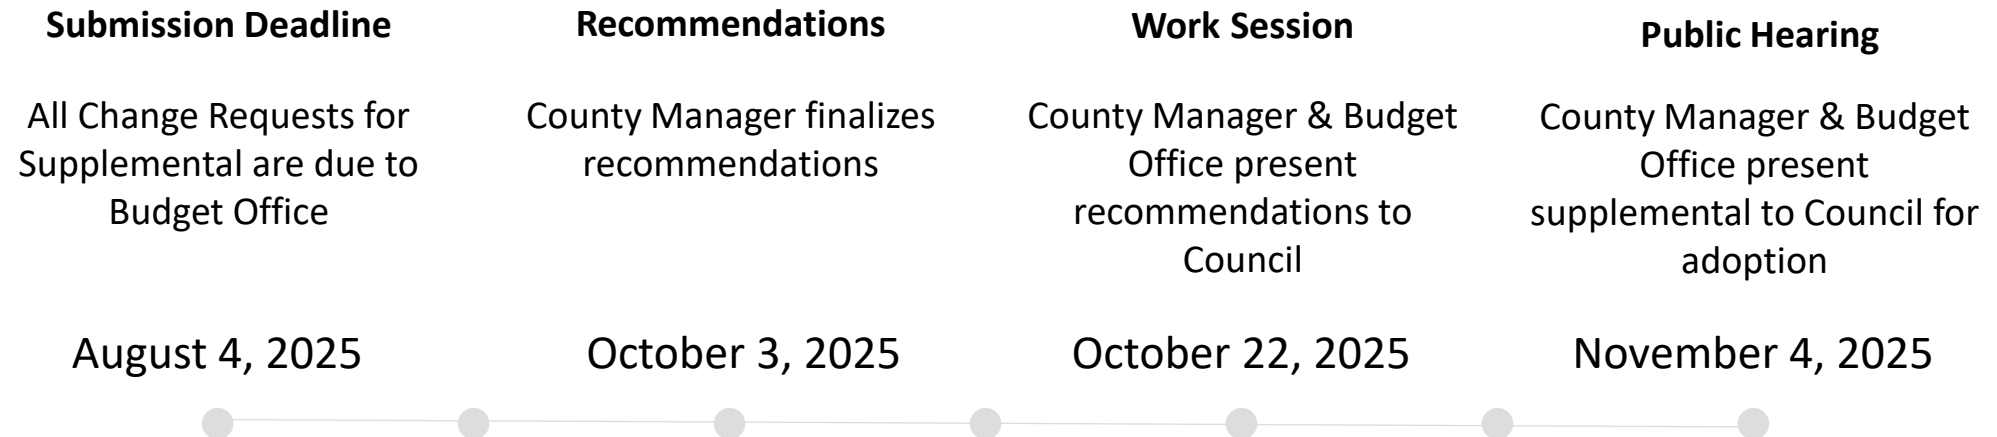 Submission Deadline
All Change Requests for
Supplemental are due to
Budget Office
August 4, 2025
Recommendations
County Manager finalizes
recommendations
October 3, 2025
Work Session
County Manager & Budget
Office present
recommendations to
Council
October 22, 2025
Public Hearing
County Manager & Budget
Office present
supplemental to Council for
adoption
November 4, 2025